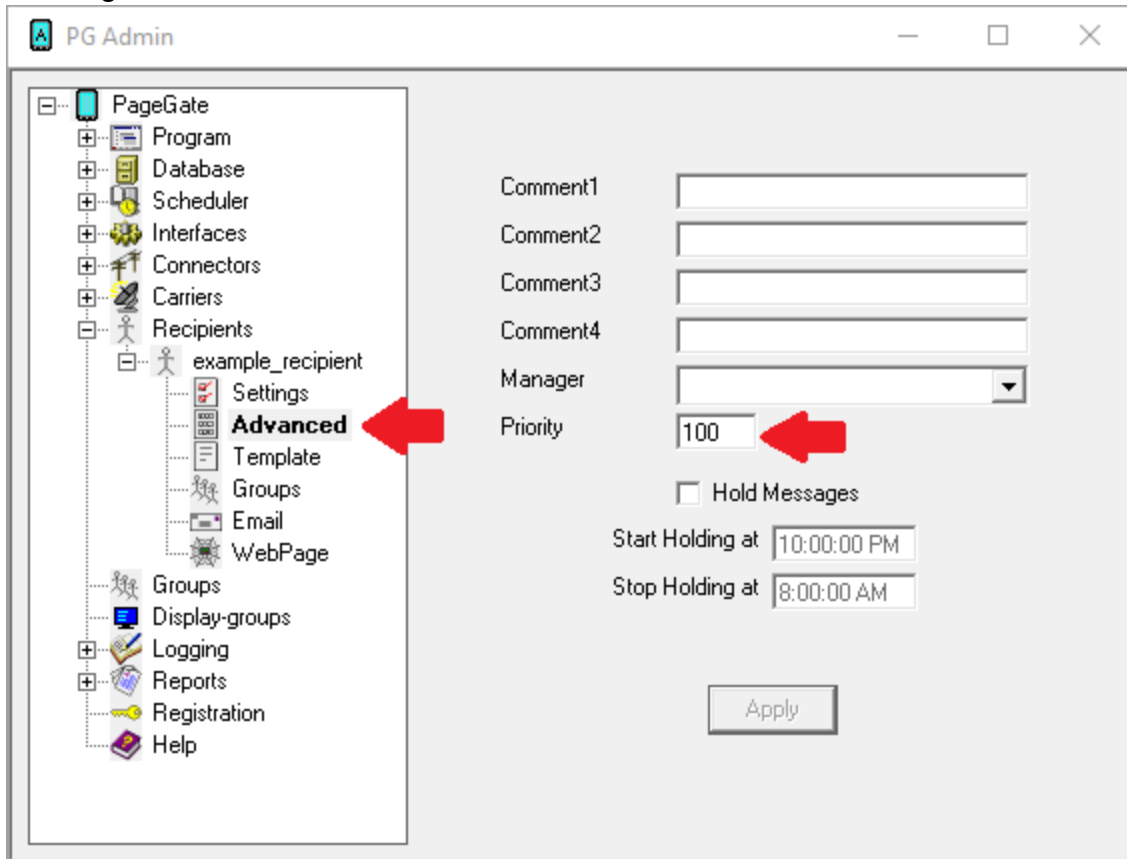 PG Admin
PageGate
Program
Database
Scheduler
Interfaces
Connectors
Carriers
Recipients
example_recipient
Settings
Advanced
Template
Groups
Email
WebPage
Groups
Display-groups
Logging
Reports
Registration
Help
Comment1
Comment2
Comment3
Comment4
Manager
Priority 100
Hold Messages
Start Holding at 10:00:00 PM
Stop Holding at 8:00:00 AM
Apply